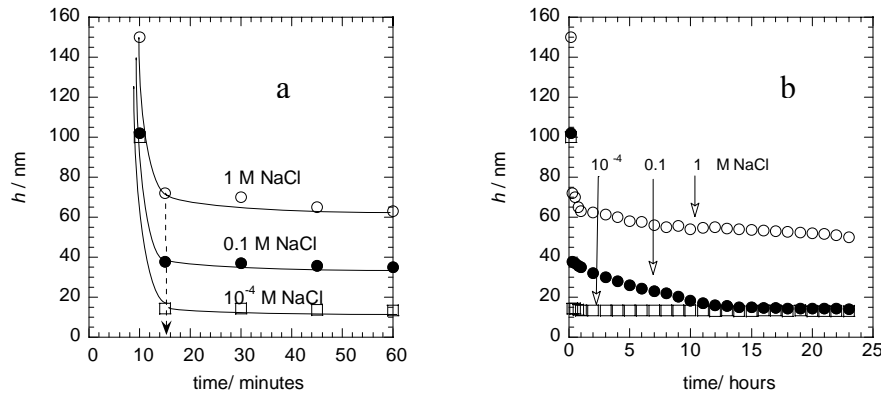 160
140
120
100
80
60
40
20
0
h / nm
a
1 M NaCl
0.1 M NaCl
10⁻⁴ M NaCl
0 10 20 30 40 50 60
time/ minutes
160
140
120
100
80
60
40
20
0
h / nm
b
10⁻⁴ 0.1 1 M NaCl
0 5 10 15 20 25
time/ hours